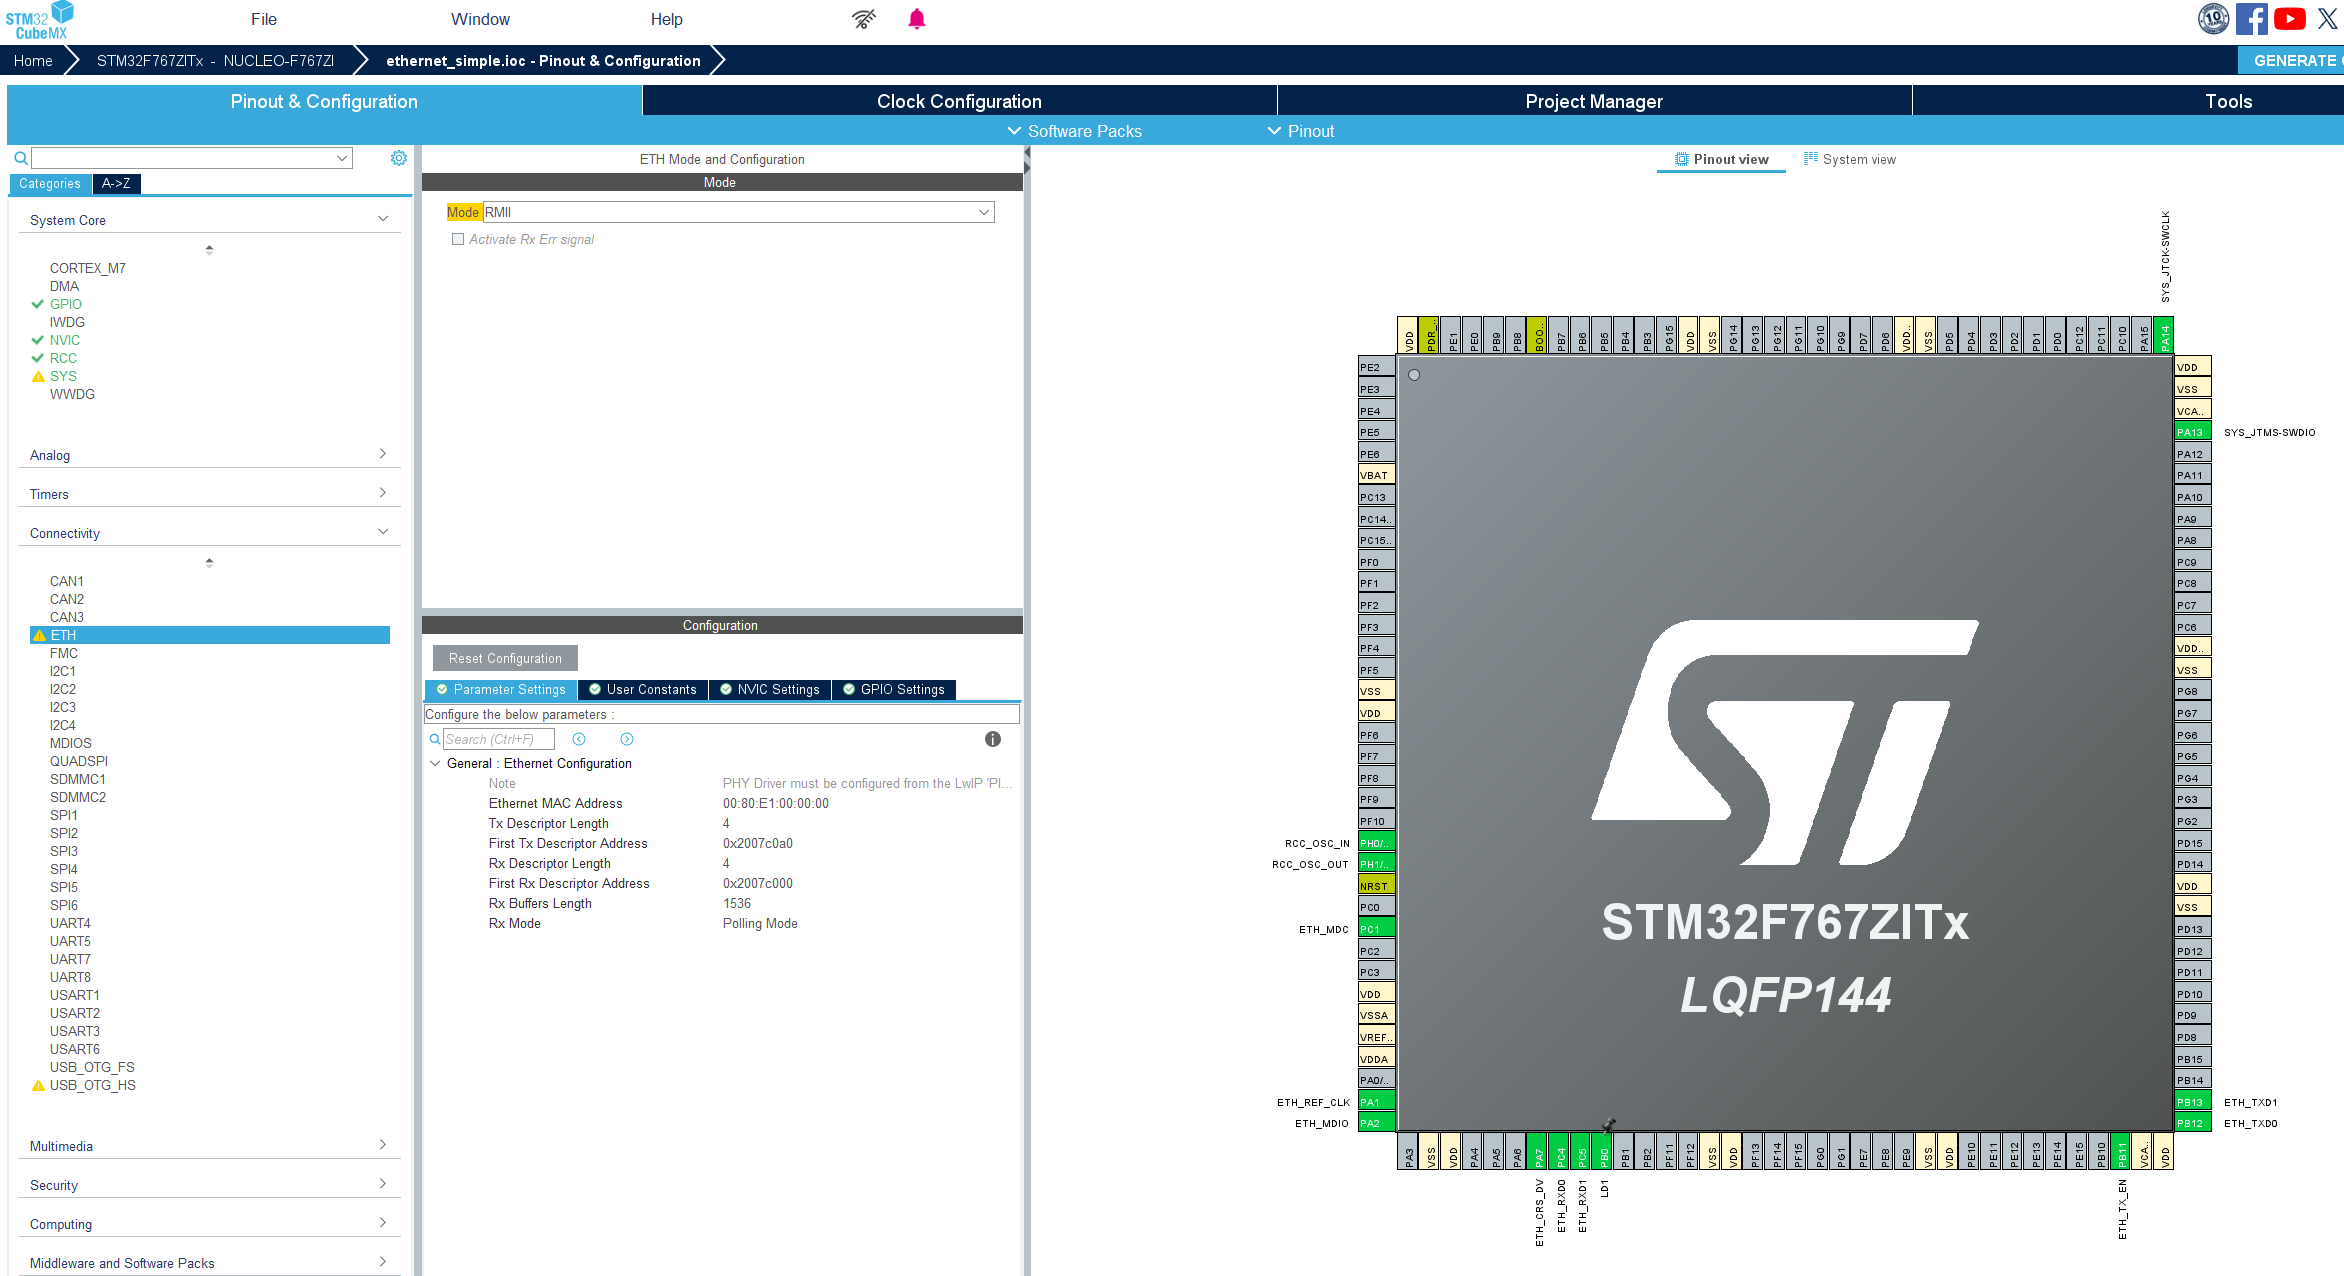 STM32
CubeMX
File
Window
Help
10
Home
STM32F767ZITx - NUCLEO-F767ZI
ethernet_simple.ioc - Pinout & Configuration
GENERATE
Pinout & Configuration
Clock Configuration
Project Manager
Tools
Software Packs
Pinout
Categories
A->Z
System Core
CORTEX_M7
DMA
GPIO
IWDG
NVIC
RCC
SYS
WWDG
Analog
Timers
Connectivity
CAN1
CAN2
CAN3
ETH
FMC
I2C1
I2C2
I2C3
I2C4
MDIOS
QUADSPI
SDMMC1
SDMMC2
SPI1
SPI2
SPI3
SPI4
SPI5
SPI6
UART4
UART5
UART7
UART8
USART1
USART2
USART3
USART6
USB_OTG_FS
USB_OTG_HS
Multimedia
Security
Computing
Middleware and Software Packs
ETH Mode and Configuration
Mode
Mode RMII
Activate Rx Err signal
Configuration
Reset Configuration
Parameter Settings
User Constants
NVIC Settings
GPIO Settings
Configure the below parameters :
Search (Ctrl+F)
General : Ethernet Configuration
Note PHY Driver must be configured from the LwIP 'Pl...
Ethernet MAC Address 00:80:E1:00:00:00
Tx Descriptor Length 4
First Tx Descriptor Address 0x2007c0a0
Rx Descriptor Length 4
First Rx Descriptor Address 0x2007c000
Rx Buffers Length 1536
Rx Mode Polling Mode
Pinout view
System view
SYS_JTCK-SWCLK
VDD
PDR_..
PE1
PE0
PB9
PB8
BOO..
PB7
PB6
PB5
PB4
PB3
PG15
VDD
VSS
PG14
PG13
PG12
PG11
PG10
PG9
PD7
PD6
VDD..
VSS
PD5
PD4
PD3
PD2
PD1
PD0
PC12
PC11
PC10
PA15
PA14
PE2
PE3
PE4
PE5
PE6
VBAT
PC13
PC14..
PC15..
PF0
PF1
PF2
PF3
PF4
PF5
VSS
VDD
PF6
PF7
PF8
PF9
PF10
RCC_OSC_IN PH0/..
RCC_OSC_OUT PH1/..
NRST
PC0
ETH_MDC PC1
PC2
PC3
VDD
VSSA
VREF..
VDDA
PA0/..
ETH_REF_CLK PA1
ETH_MDIO PA2
STM32F767ZITx
LQFP144
VDD
VSS
VCA..
PA13 SYS_JTMS-SWDIO
PA12
PA11
PA10
PA9
PA8
PC9
PC8
PC7
PC6
VDD..
VSS
PG8
PG7
PG6
PG5
PG4
PG3
PG2
PD15
PD14
VDD
VSS
PD13
PD12
PD11
PD10
PD9
PD8
PB15
PB14
PB13 ETH_TXD1
PB12 ETH_TXD0
PA3
VSS
VDD
PA4
PA5
PA6
PA7
PC4
PC5
PB0
PB1
PB2
PF11
PF12
VSS
VDD
PF13
PF14
PF15
PG0
PG1
PE7
PE8
PE9
VSS
VDD
PE10
PE11
PE12
PE13
PE14
PE15
PB10
PB11
VCA..
VDD
ETH_CRS_DV
ETH_RXD0
ETH_RXD1
LD1
ETH_TX_EN